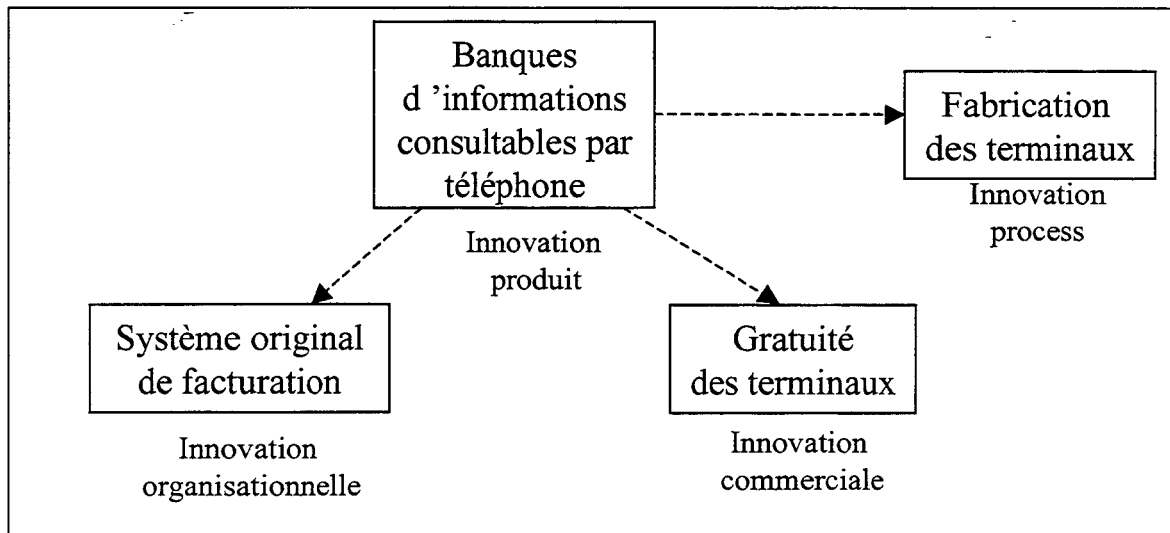 Banques
d ’informations
consultables par
téléphone
Innovation
produit
Fabrication
des terminaux
Innovation
process
Système original
de facturation
Innovation
organisationnelle
Gratuité
des terminaux
Innovation
commerciale